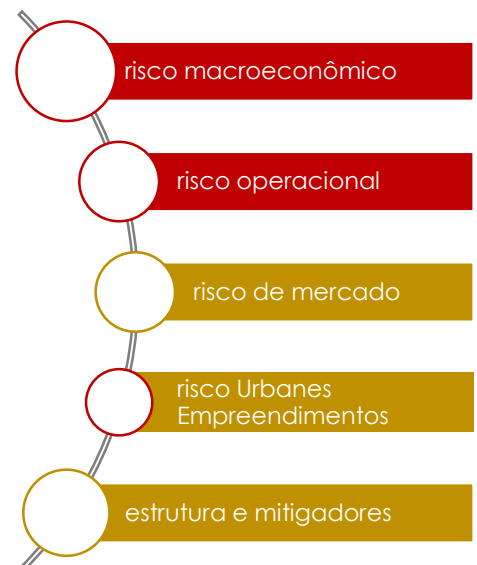 risco macroeconômico
risco operacional
risco de mercado
risco Urbanes
Empreendimentos
estrutura e mitigadores